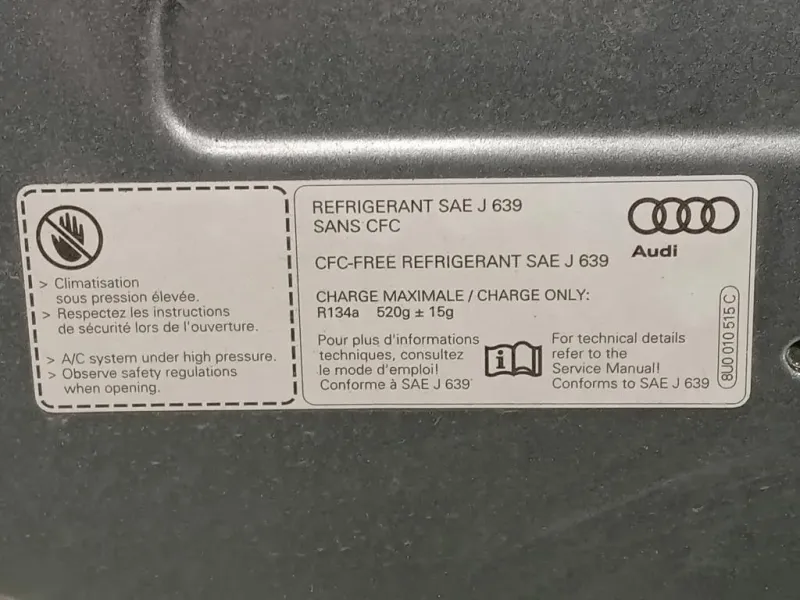 > Climatisation
sous pression élevée.
> Respectez les instructions
de sécurité lors de l'ouverture.
> A/C system under high pressure.
> Observe safety regulations
when opening.
REFRIGERANT SAE J 639
SANS CFC
CFC-FREE REFRIGERANT SAE J 639
CHARGE MAXIMALE / CHARGE ONLY:
R134a 520g ± 15g
Pour plus d'informations
techniques, consultez
le mode d'emploi!
Conforme à SAE J 639
i
For technical details
refer to the
Service Manual!
Conforms to SAE J 639
Audi
8U0 010 515 C